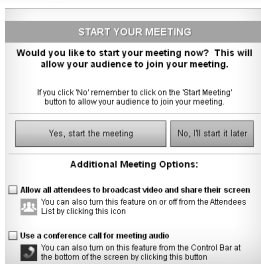 START YOUR MEETING
Would you like to start your meeting now? This will
allow your audience to join your meeting.
If you click 'No' remember to click on the 'Start Meeting'
button to allow your audience to join your meeting.
Yes, start the meeting
No, I'll start it later
Additional Meeting Options:
Allow all attendees to broadcast video and share their screen
You can also turn this feature on or off from the Attendees
List by clicking this icon
Use a conference call for meeting audio
You can also turn on this feature from the Control Bar at
the bottom of the screen by clicking this button